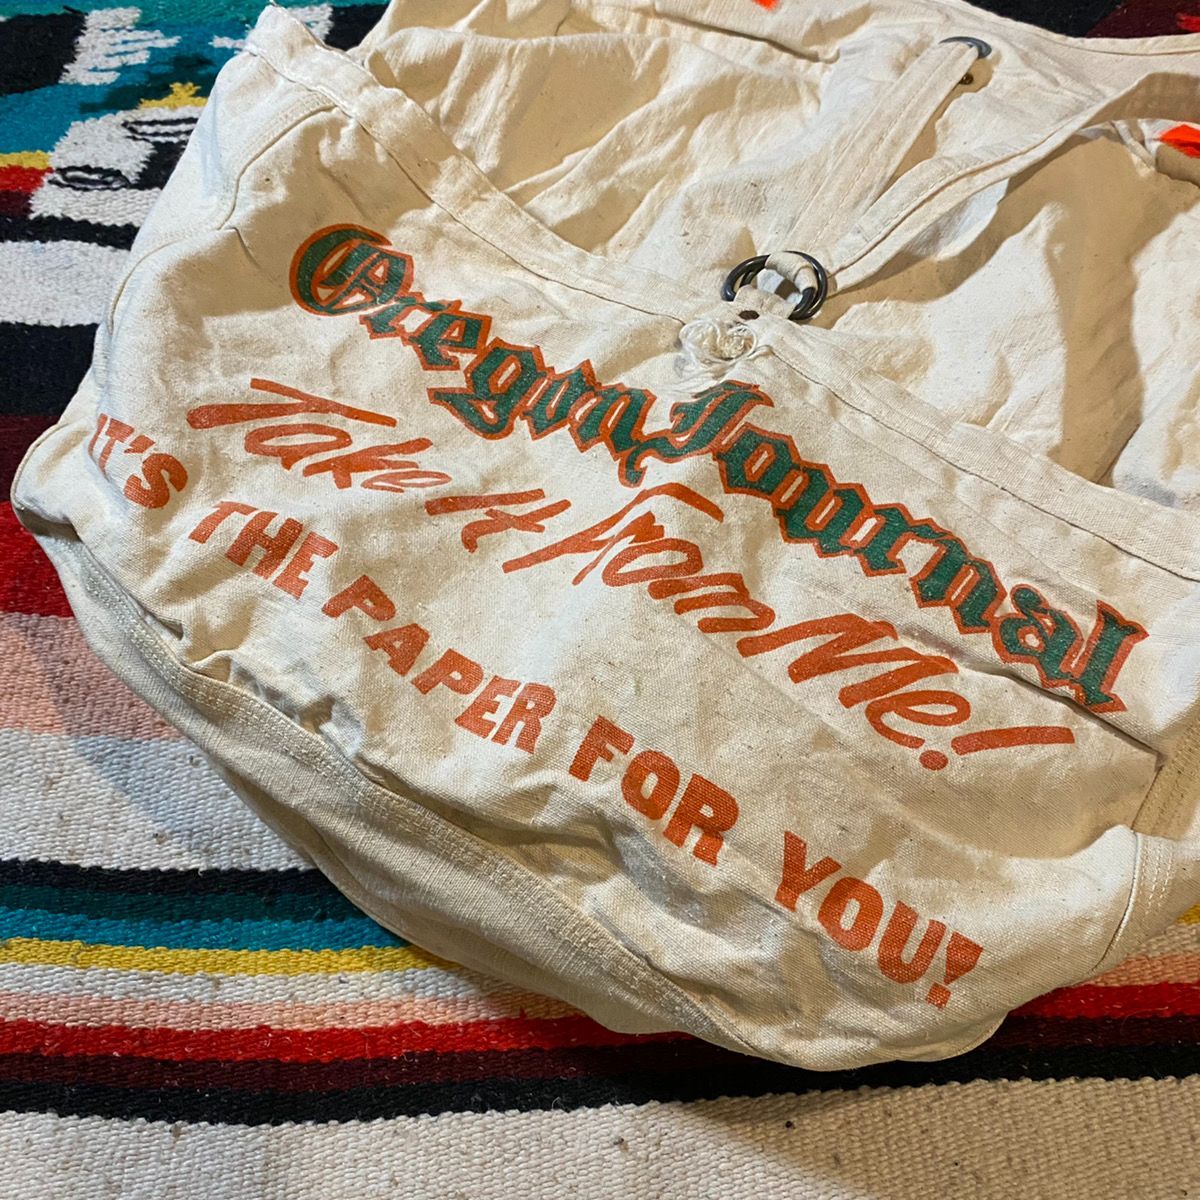 Oregon Journal
Take It From Me!
IT'S THE PAPER FOR YOU!